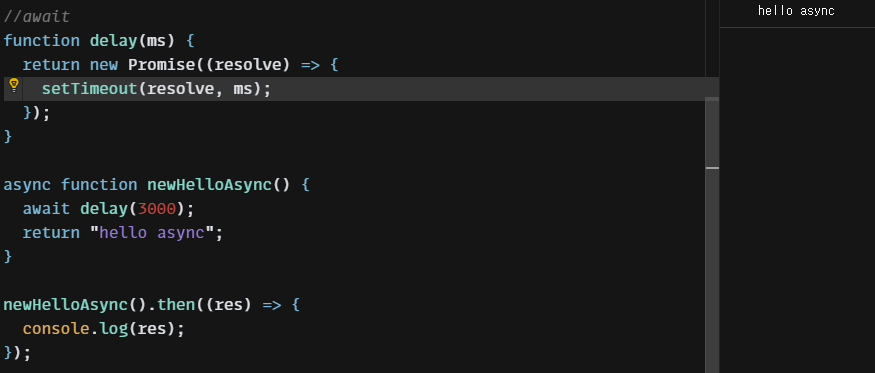 //await
function delay(ms) {
  return new Promise((resolve) => {
    setTimeout(resolve, ms);
  });
}
async function newHelloAsync() {
  await delay(3000);
  return "hello async";
}
newHelloAsync().then((res) => {
  console.log(res);
});
hello async